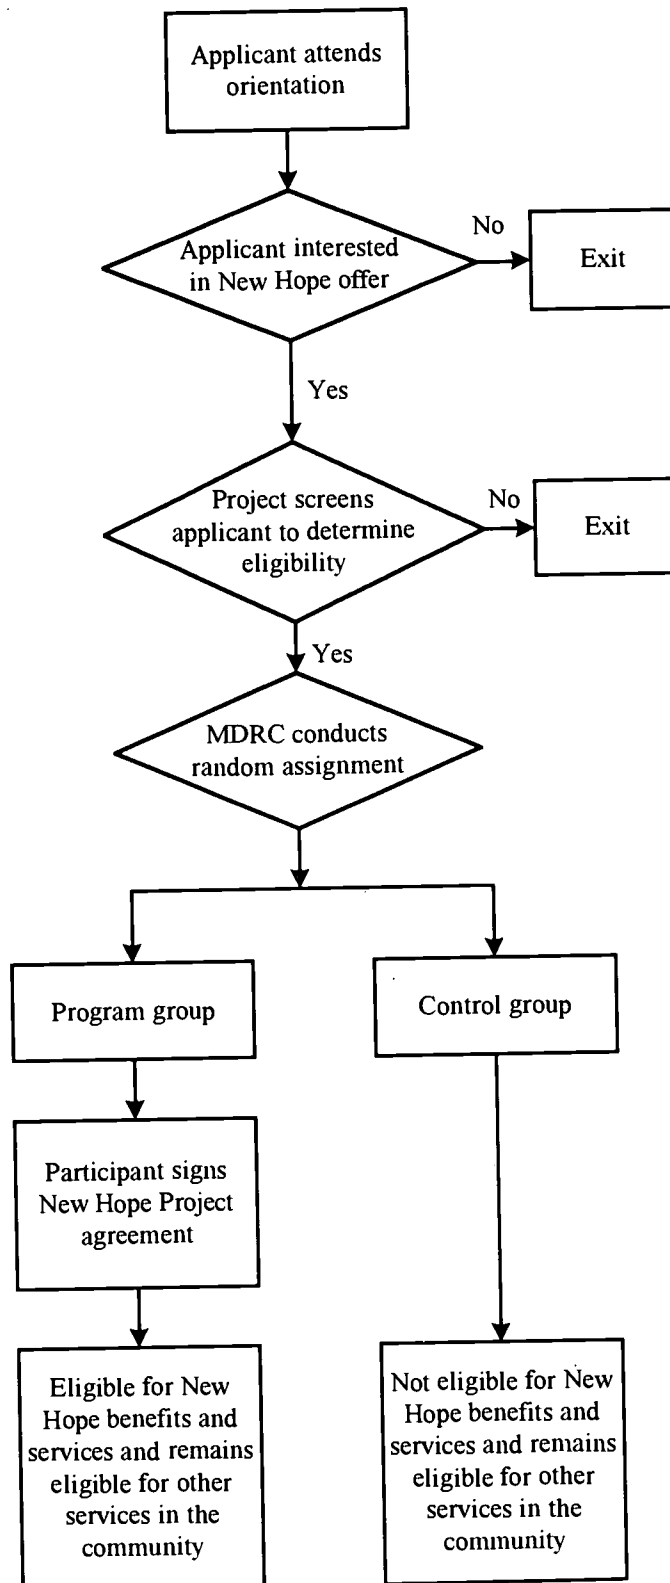 Applicant attends
orientation
Applicant interested
in New Hope offer
No
Exit
Yes
Project screens
applicant to determine
eligibility
No
Exit
Yes
MDRC conducts
random assignment
Program group
Control group
Participant signs
New Hope Project
agreement
Eligible for New
Hope benefits and
services and remains
eligible for other
services in the
community
Not eligible for New
Hope benefits and
services and remains
eligible for other
services in the
community